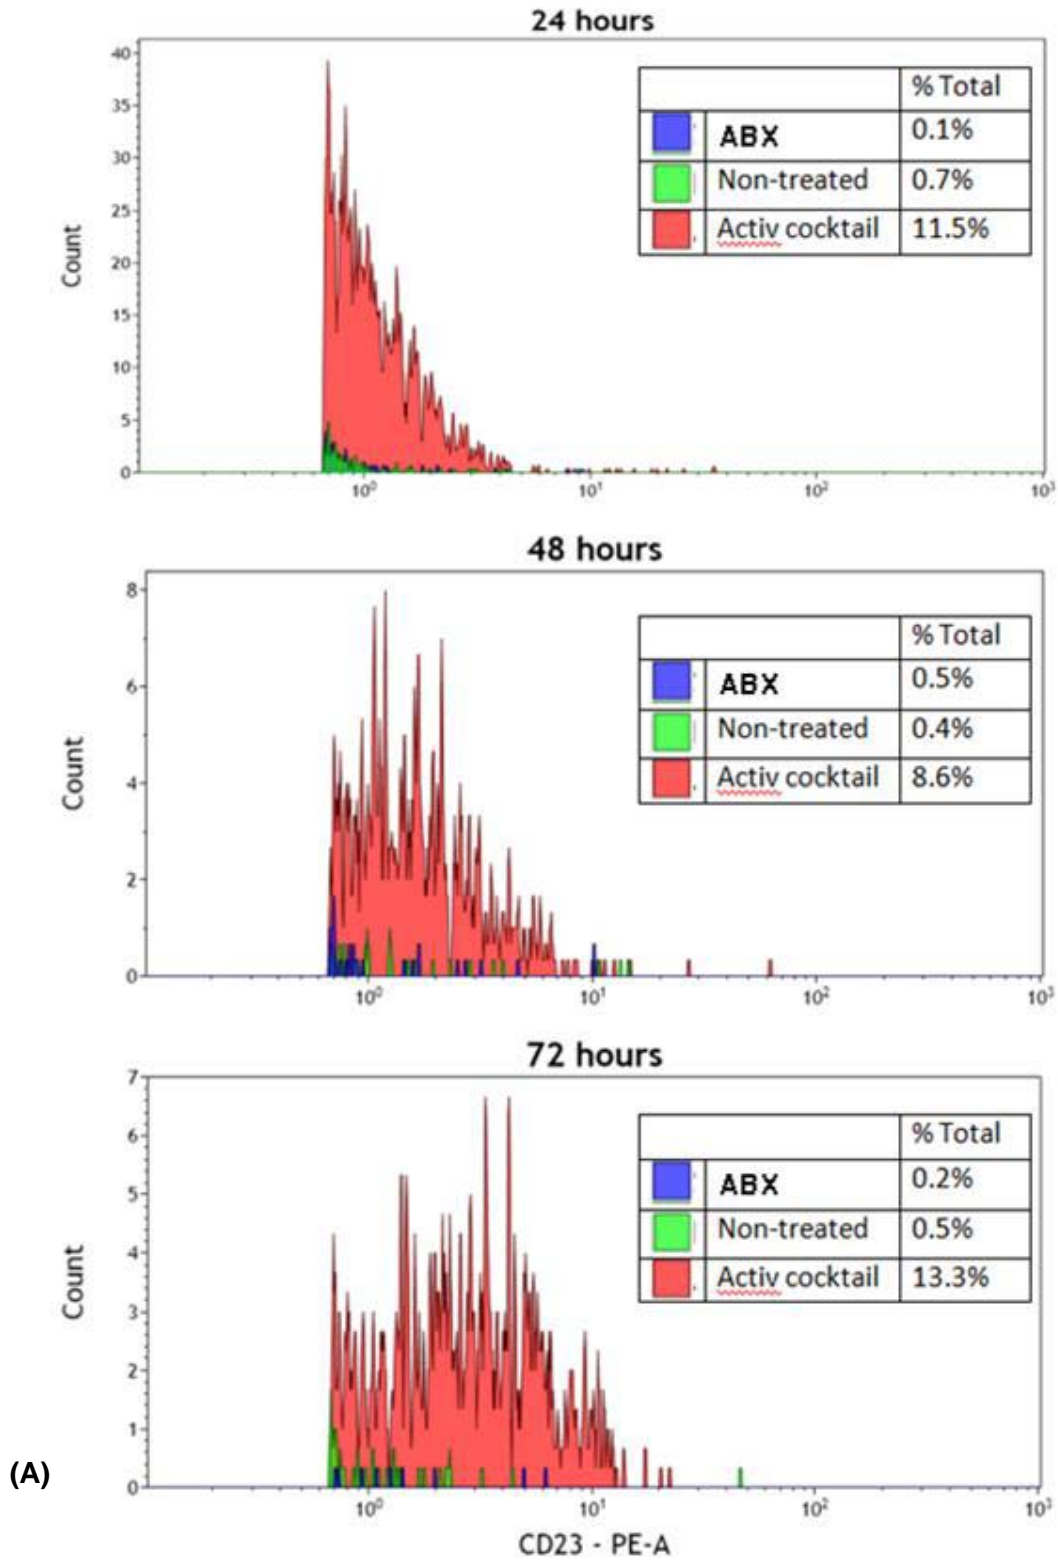 24 hours
40
35
30
25
20
15
10
5
0
Count
10⁰ 10¹ 10² 10³
% Total
ABX 0.1%
Non-treated 0.7%
Activ cocktail 11.5%
48 hours
8
6
4
2
0
Count
10⁰ 10¹ 10² 10³
% Total
ABX 0.5%
Non-treated 0.4%
Activ cocktail 8.6%
72 hours
7
6
5
4
3
2
1
0
Count
10⁰ 10¹ 10² 10³
% Total
ABX 0.2%
Non-treated 0.5%
Activ cocktail 13.3%
CD23 - PE-A
(A)